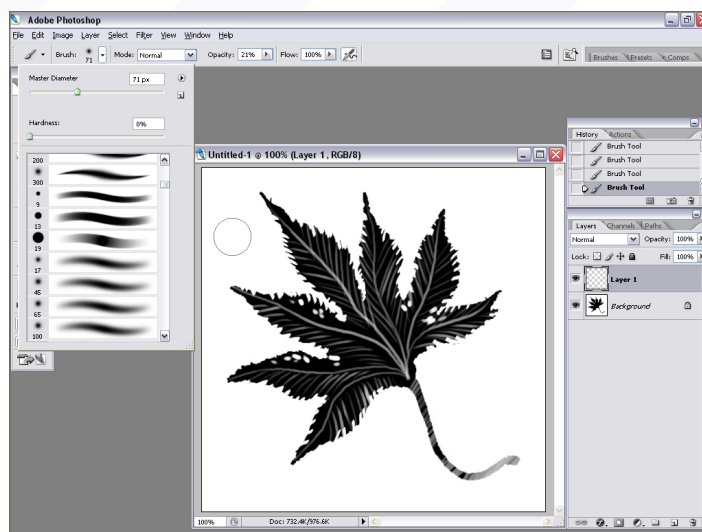 Adobe Photoshop
File Edit Image Layer Select Filter View Window Help
Brush: 71 Mode: Normal Opacity: 21% Flow: 100% Brushes Presets Comps
Master Diameter 71 px
Hardness: 0%
200
300
9
13
19
17
45
65
100
Untitled-1 @ 100% (Layer 1, RGB/8)
100% Doc: 732.4K/976.6K
History Actions
Brush Tool
Brush Tool
Brush Tool
Brush Tool
Layers Channels Paths
Normal Opacity: 100%
Lock: Fill: 100%
Layer 1
Background